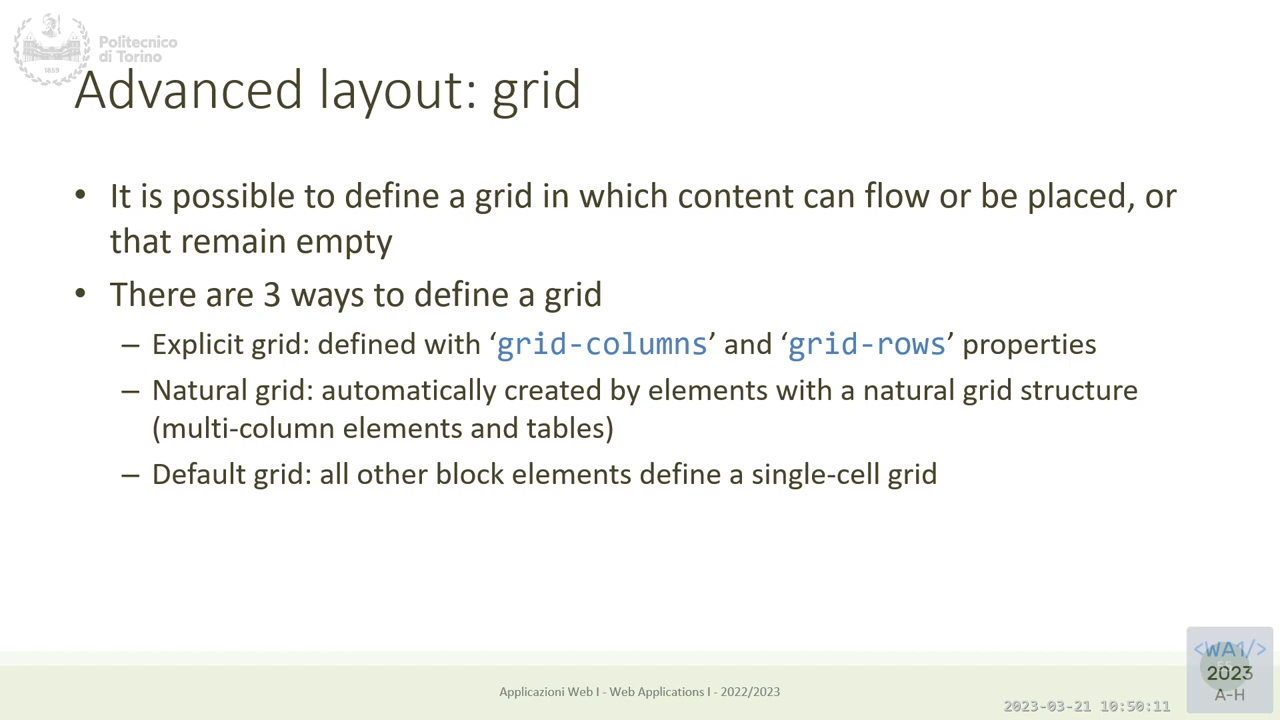 Politecnico
di Torino
1859
Advanced layout: grid
• It is possible to define a grid in which content can flow or be placed, or
that remain empty
• There are 3 ways to define a grid
– Explicit grid: defined with ‘grid-columns’ and ‘grid-rows’ properties
– Natural grid: automatically created by elements with a natural grid structure
(multi-column elements and tables)
– Default grid: all other block elements define a single-cell grid
Applicazioni Web I - Web Applications I - 2022/2023
<WA1/>
2023
A-H
2023-03-21 10:50:11